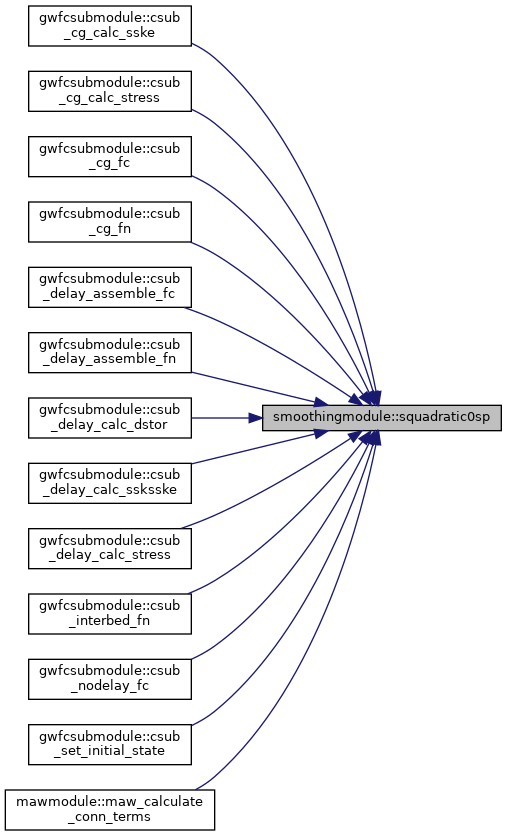 gwfcsubmodule::csub
_cg_calc_sske
gwfcsubmodule::csub
_cg_calc_stress
gwfcsubmodule::csub
_cg_fc
gwfcsubmodule::csub
_cg_fn
gwfcsubmodule::csub
_delay_assemble_fc
gwfcsubmodule::csub
_delay_assemble_fn
gwfcsubmodule::csub
_delay_calc_dstor
smoothingmodule::squadratic0sp
gwfcsubmodule::csub
_delay_calc_ssksske
gwfcsubmodule::csub
_delay_calc_stress
gwfcsubmodule::csub
_interbed_fn
gwfcsubmodule::csub
_nodelay_fc
gwfcsubmodule::csub
_set_initial_state
mawmodule::maw_calculate
_conn_terms